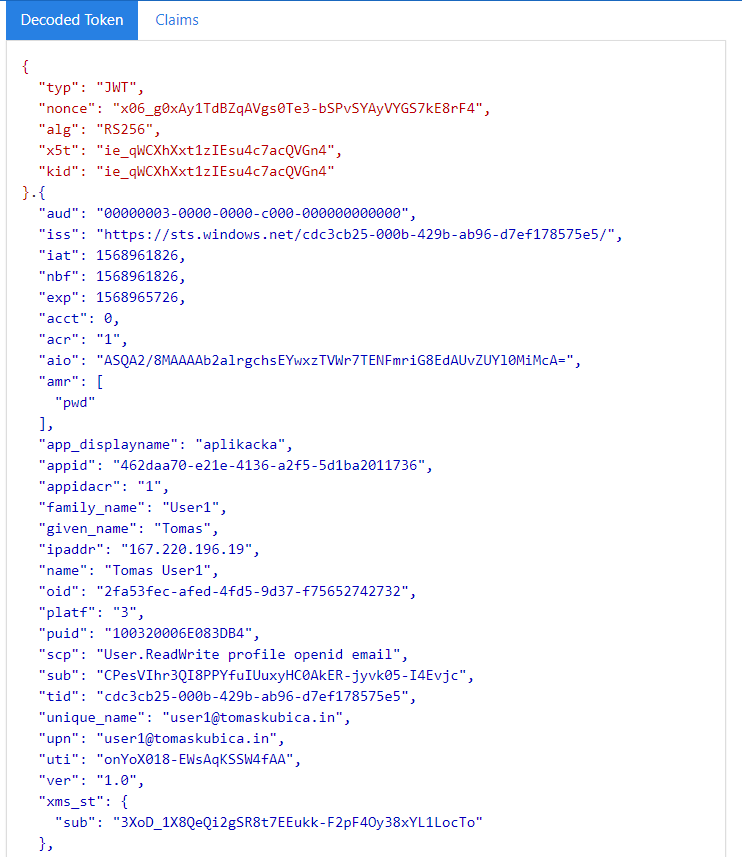 Decoded Token Claims
{
"typ": "JWT",
"nonce": "x06_g0xAy1TdBZqAVgs0Te3-bSPvSYAyVYGS7kE8rF4",
"alg": "RS256",
"x5t": "ie_qWCXhXxt1zIEsu4c7acQVGn4",
"kid": "ie_qWCXhXxt1zIEsu4c7acQVGn4"
}.{
"aud": "00000003-0000-0000-c000-000000000000",
"iss": "https://sts.windows.net/cdc3cb25-000b-429b-ab96-d7ef178575e5/",
"iat": 1568961826,
"nbf": 1568961826,
"exp": 1568965726,
"acct": 0,
"acr": "1",
"aio": "ASQA2/8MAAAAb2alrgchsEYwxzTVWr7TENFmriG8EdAUvZUYl0MiMcA=",
"amr": [
"pwd"
],
"app_displayname": "aplikacka",
"appid": "462daa70-e21e-4136-a2f5-5d1ba2011736",
"appidacr": "1",
"family_name": "User1",
"given_name": "Tomas",
"ipaddr": "167.220.196.19",
"name": "Tomas User1",
"oid": "2fa53fec-afed-4fd5-9d37-f75652742732",
"platf": "3",
"puid": "100320006E083DB4",
"scp": "User.ReadWrite profile openid email",
"sub": "CPesVIhr3QI8PPYfuIUuxyHC0AkER-jyvk05-I4Evjc",
"tid": "cdc3cb25-000b-429b-ab96-d7ef178575e5",
"unique_name": "user1@tomaskubica.in",
"upn": "user1@tomaskubica.in",
"uti": "onYoX018-EWsAqKSSW4fAA",
"ver": "1.0",
"xms_st": {
"sub": "3XoD_1X8QeQi2gSR8t7EEukk-F2pF4Oy38xYL1LocTo"
},